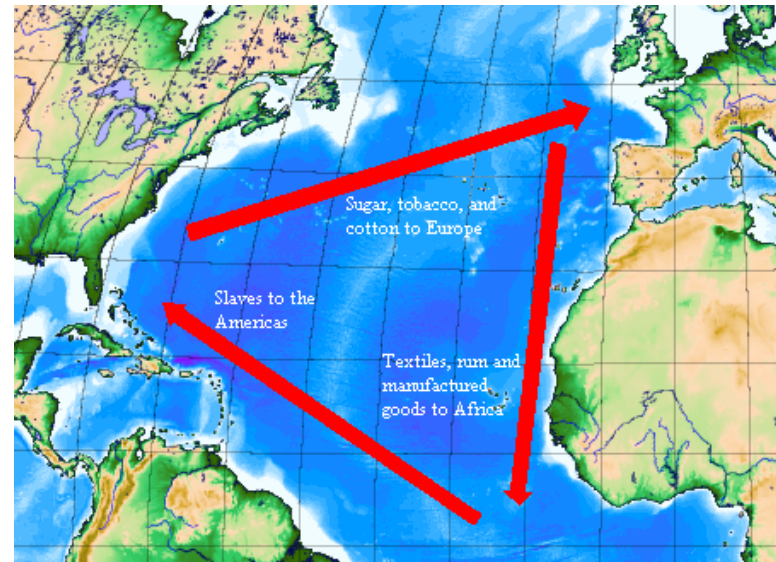 Sugar, tobacco, and
cotton to Europe
Slaves to the
Americas
Textiles, rum and
manufactured
goods to Africa